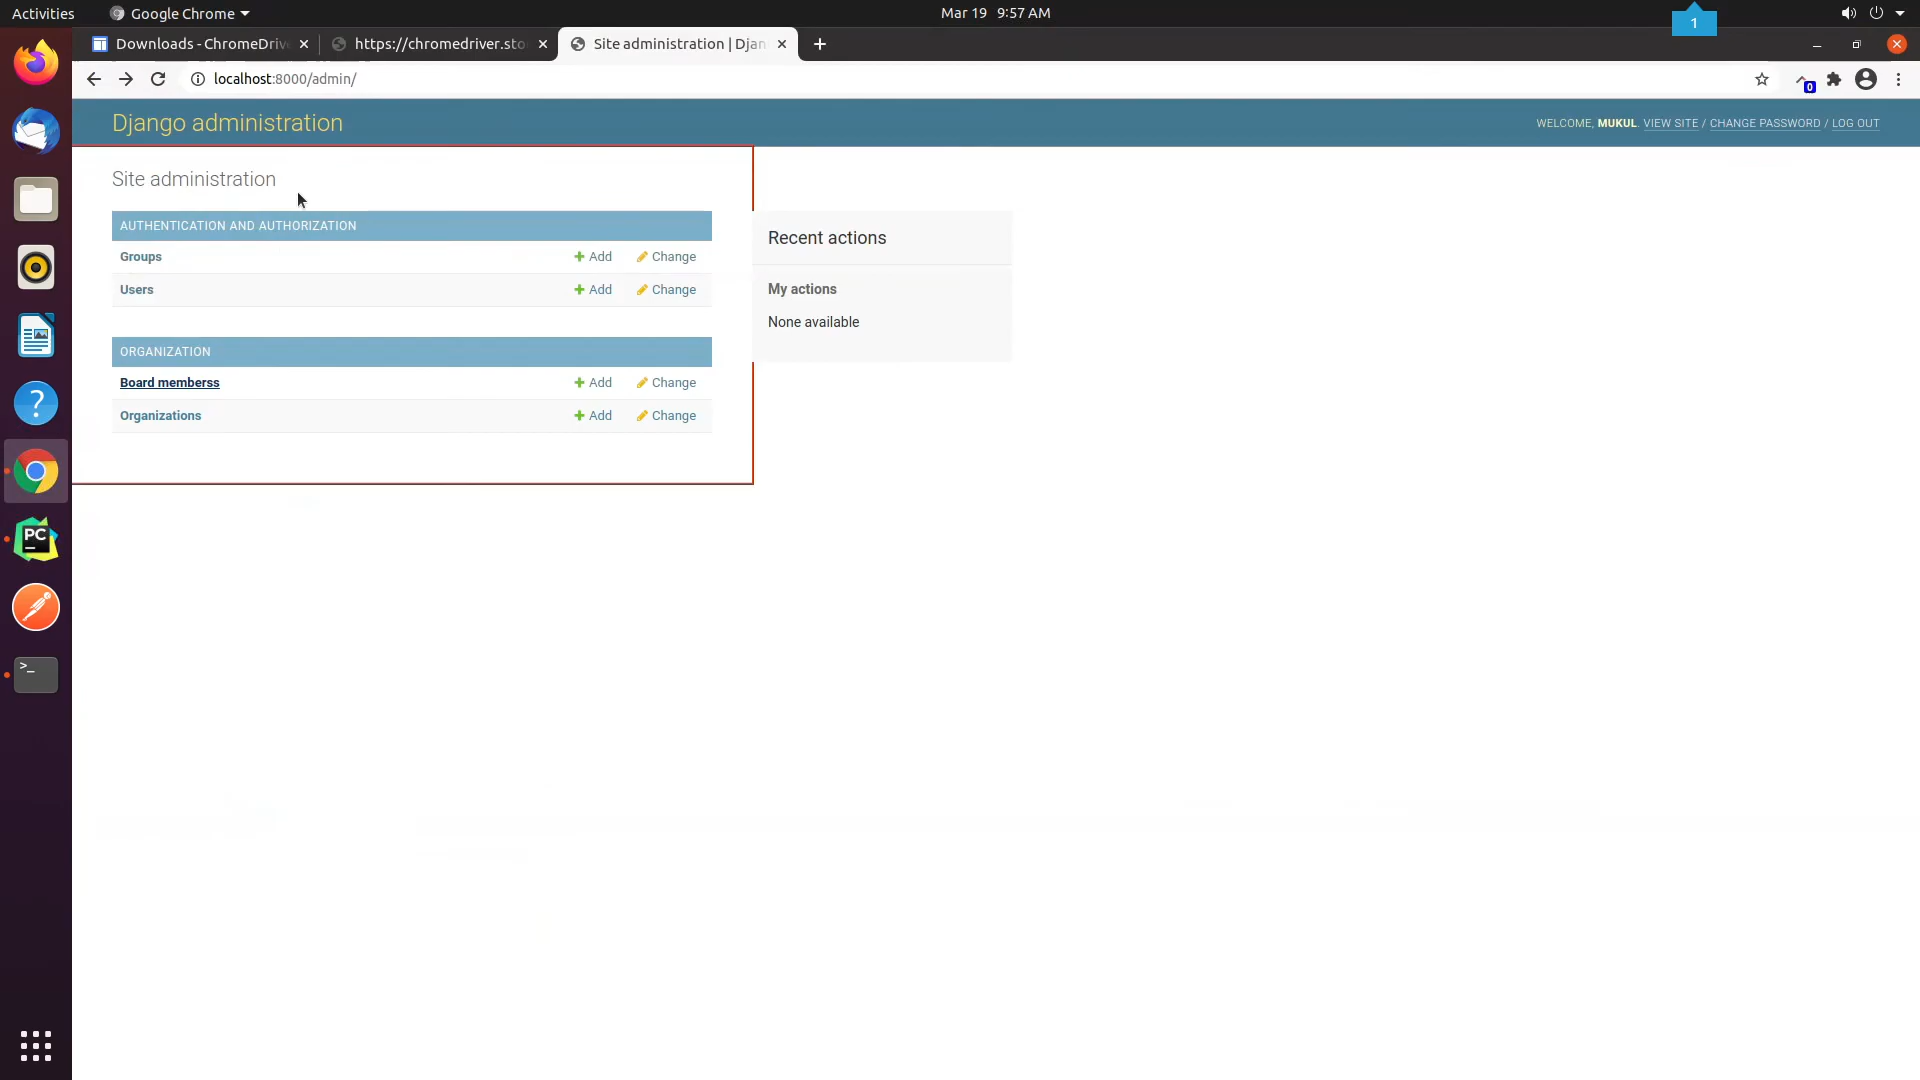 Activities
Google Chrome
Mar 19 9:57 AM
1
Downloads - ChromeDrive
https://chromedriver.sto
Site administration | Djan
localhost:8000/admin/
0
Django administration
WELCOME, MUKUL. VIEW SITE / CHANGE PASSWORD / LOG OUT
Site administration
AUTHENTICATION AND AUTHORIZATION
Groups Add Change
Users Add Change
ORGANIZATION
Board memberss Add Change
Organizations Add Change
Recent actions
My actions
None available
?
PC
>_